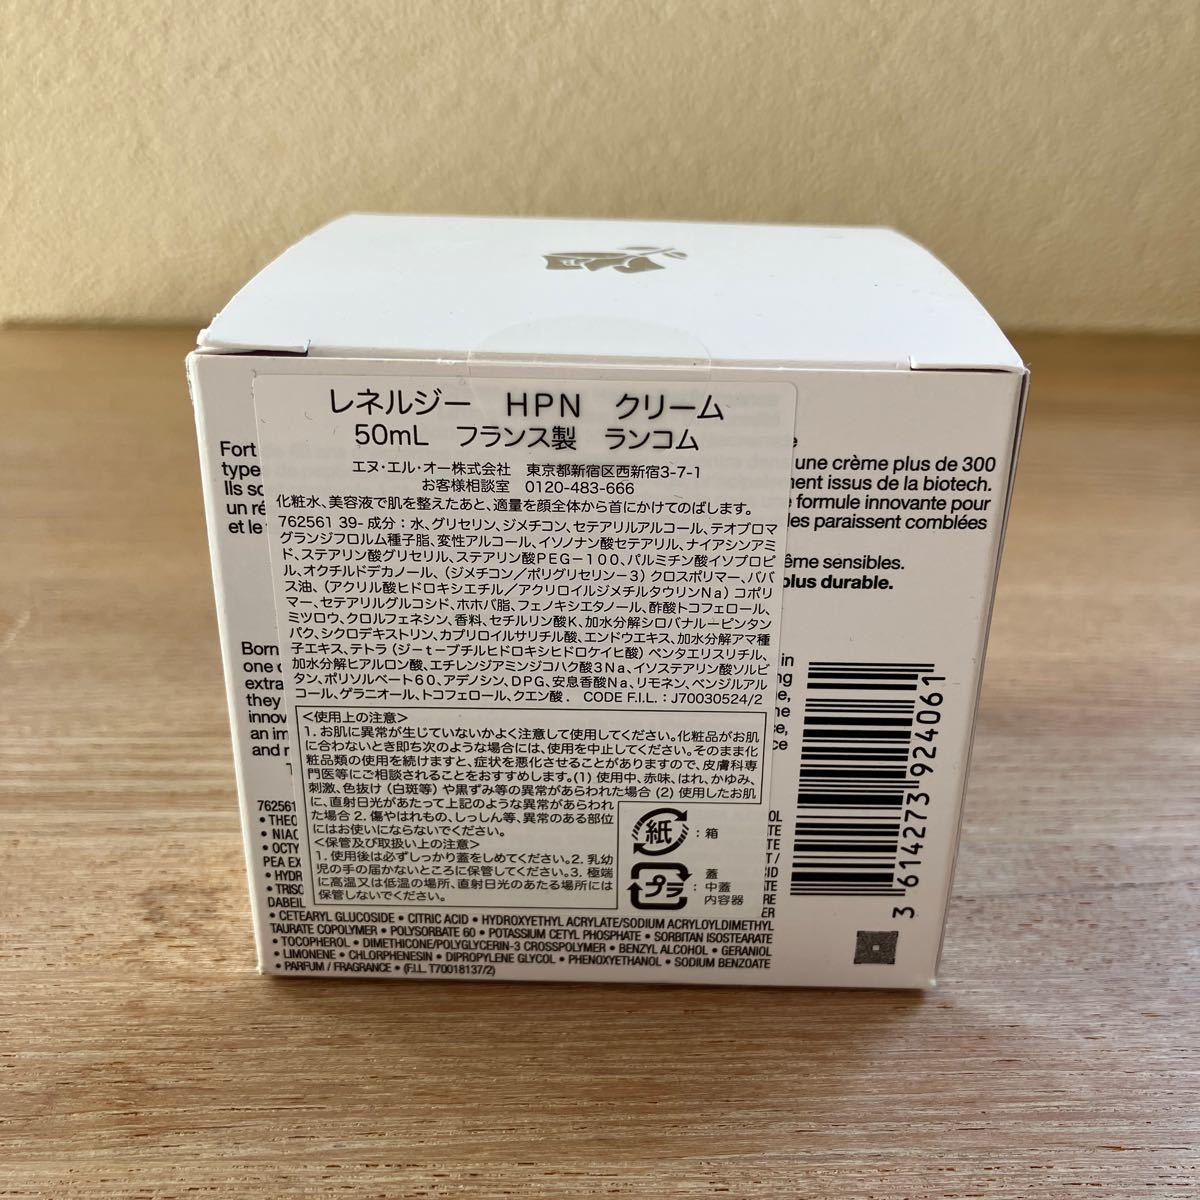 レネルジー HPN クリーム
50mL フランス製 ランコム
エヌ・エル・オー株式会社 東京都新宿区西新宿3-7-1
お客様相談室 0120-483-666
化粧水、美容液で肌を整えたあと、適量を顔全体から首にかけてのばします。
762561 39- 成分：水、グリセリン、ジメチコン、セテアリルアルコール、テオブロマ
グランジフロルム種子脂、変性アルコール、イソノナン酸セテアリル、ナイアシンアミ
ド、ステアリン酸グリセリル、ステアリン酸PEG－100、パルミチン酸イソプロピ
ル、オクチルドデカノール、（ジメチコン／ポリグリセリン－3）クロスポリマー、ババ
ス油、（アクリル酸ヒドロキシエチル／アクリロイルジメチルタウリンNa）コポリ
マー、セテアリルグルコシド、ホホバ脂、フェノキシエタノール、酢酸トコフェロール、
ミツロウ、クロルフェネシン、香料、セチルリン酸K、加水分解シロバナルーピンタン
パク、シクロデキストリン、カプリロイルサリチル酸、エンドウエキス、加水分解アマ種
子エキス、テトラ（ジ－t－ブチルヒドロキシヒドロケイヒ酸）ペンタエリスリチル、
加水分解ヒアルロン酸、エチレンジアミンジコハク酸3Na、イソステアリン酸ソルビ
タン、ポリソルベート60、アデノシン、DPG、安息香酸Na、リモネン、ベンジルアル
コール、ゲラニオール、トコフェロール、クエン酸． CODE F.I.L.：J70030524/2
＜使用上の注意＞
1. お肌に異常が生じていないかよく注意して使用してください。化粧品がお肌
に合わないとき即ち次のような場合には、使用を中止してください。そのまま化
粧品類の使用を続けますと、症状を悪化させることがありますので、皮膚科専
門医等にご相談されることをおすすめします。(1) 使用中、赤味、はれ、かゆみ、
刺激、色抜け（白斑等）や黒ずみ等の異常があらわれた場合 (2) 使用したお肌
に、直射日光があたって上記のような異常があらわれ
た場合 2. 傷やはれもの、しっしん等、異常のある部位
にはお使いにならないでください。
＜保管及び取扱い上の注意＞
1. 使用後は必ずしっかり蓋をしめてください。2. 乳幼
児の手の届かないところに保管してください。3. 極端
に高温又は低温の場所、直射日光のあたる場所には
保管しないでください。
紙 ：箱
プラ ： 蓋
中蓋
内容器
Fort
type
Ils so
un ré
et le
une crème plus de 300
ment issus de la biotech.
formule innovante pour
les paraissent comblées
ême sensibles.
plus durable.
Born
one
extra
they
innov
an im
and
in
762561
• THEO
• NIAC
• OCTY
PEA EX
• HYDR
• TRISO
DABEIL
• CETEARYL GLUCOSIDE • CITRIC ACID • HYDROXYETHYL ACRYLATE/SODIUM ACRYLOYLDIMETHYL
TAURATE COPOLYMER • POLYSORBATE 60 • POTASSIUM CETYL PHOSPHATE • SORBITAN ISOSTEARATE
• TOCOPHEROL • DIMETHICONE/POLYGLYCERIN-3 CROSSPOLYMER • BENZYL ALCOHOL • GERANIOL
• LIMONENE • CHLORPHENESIN • DIPROPYLENE GLYCOL • PHENOXYETHANOL • SODIUM BENZOATE
• PARFUM / FRAGRANCE • (F.I.L. T70018137/2)
3 614273 924061